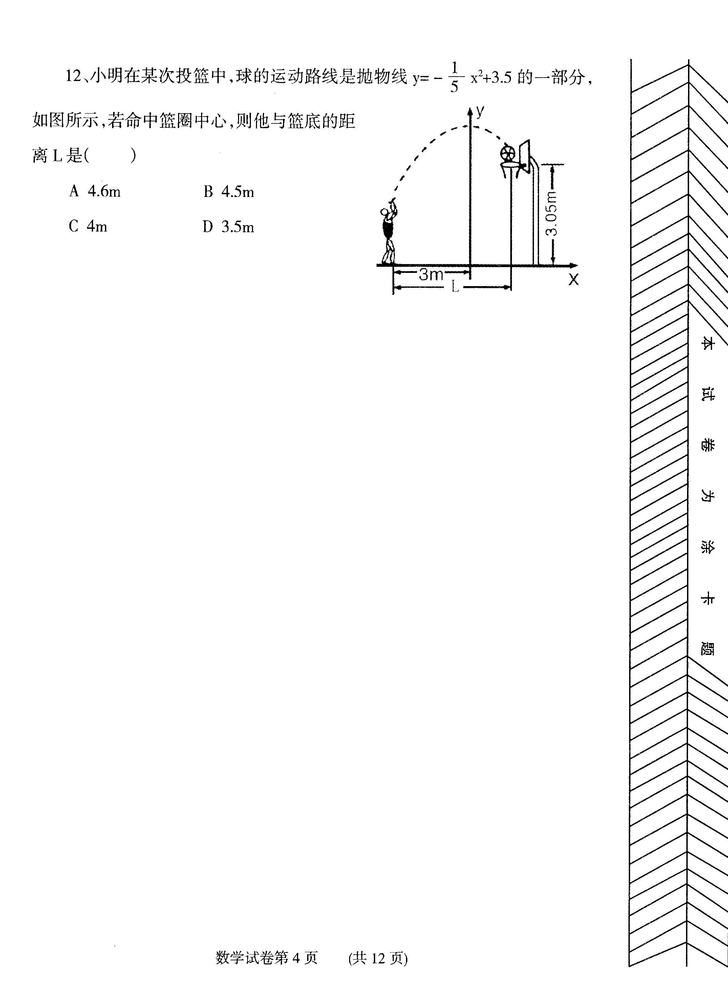 12、小明在某次投篮中,球的运动路线是抛物线 y= - 1/5 x²+3.5 的一部分,
如图所示,若命中篮圈中心,则他与篮底的距
离 L 是(　　)
A 4.6m　　B 4.5m
C 4m　　D 3.5m
y
3.05m
3m
L
X
本试卷为涂卡题
数学试卷第 4 页　(共 12 页)